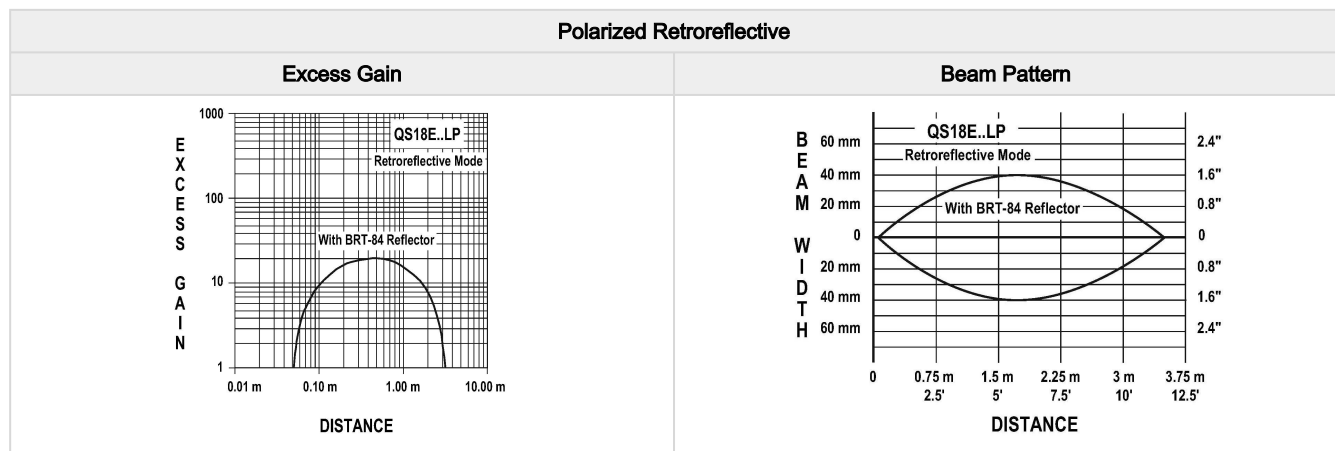 Polarized Retroreflective
Excess Gain
Beam Pattern
EXCESS GAIN
1000
100
10
1
QS18E..LP
Retroreflective Mode
With BRT-84 Reflector
0.01 m 0.10 m 1.00 m 10.00 m
DISTANCE
BEAM WIDTH
60 mm
40 mm
20 mm
0
20 mm
40 mm
60 mm
QS18E..LP
Retroreflective Mode
With BRT-84 Reflector
2.4"
1.6"
0.8"
0
0.8"
1.6"
2.4"
0 0.75 m 1.5 m 2.25 m 3 m 3.75 m
2.5' 5' 7.5' 10' 12.5'
DISTANCE